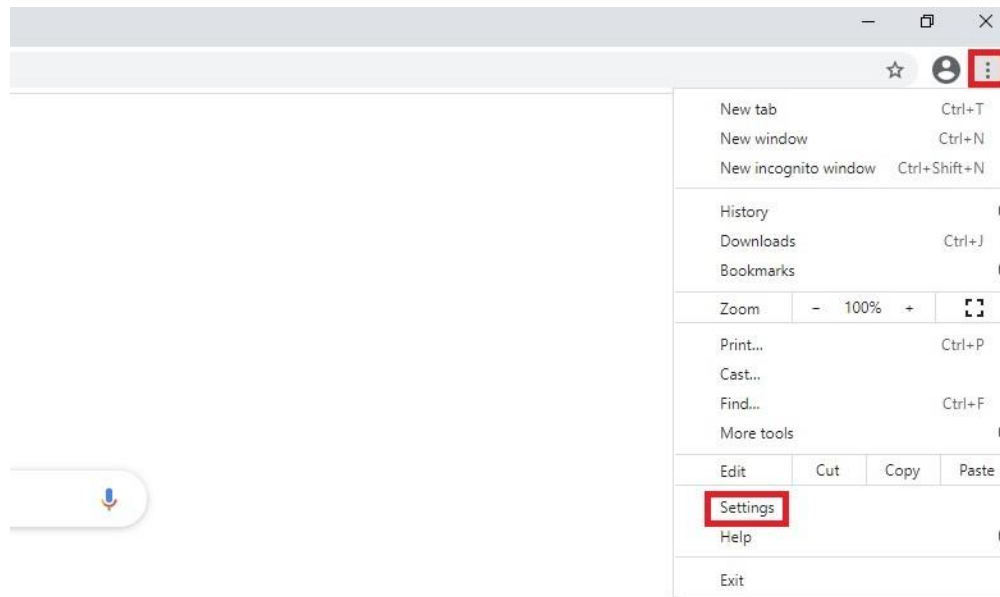 New tab Ctrl+T
New window Ctrl+N
New incognito window Ctrl+Shift+N
History
Downloads Ctrl+J
Bookmarks
Zoom - 100% +
Print... Ctrl+P
Cast...
Find... Ctrl+F
More tools
Edit Cut Copy Paste
Settings
Help
Exit